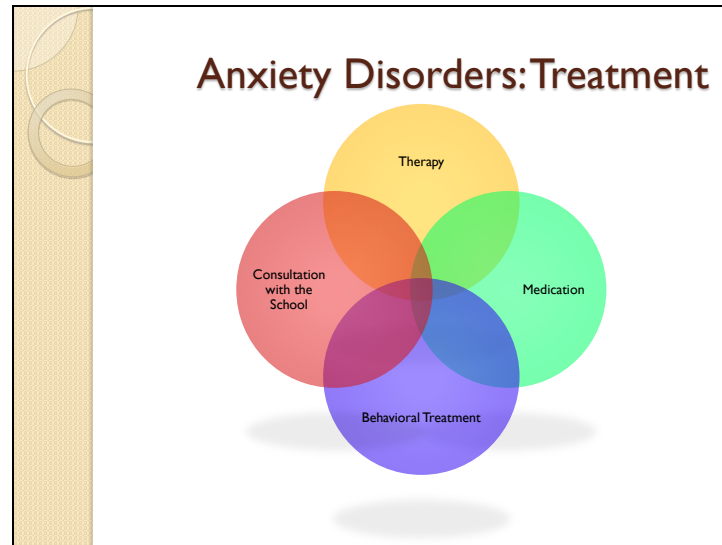 Anxiety Disorders: Treatment
Therapy
Consultation
with the
School
Medication
Behavioral Treatment